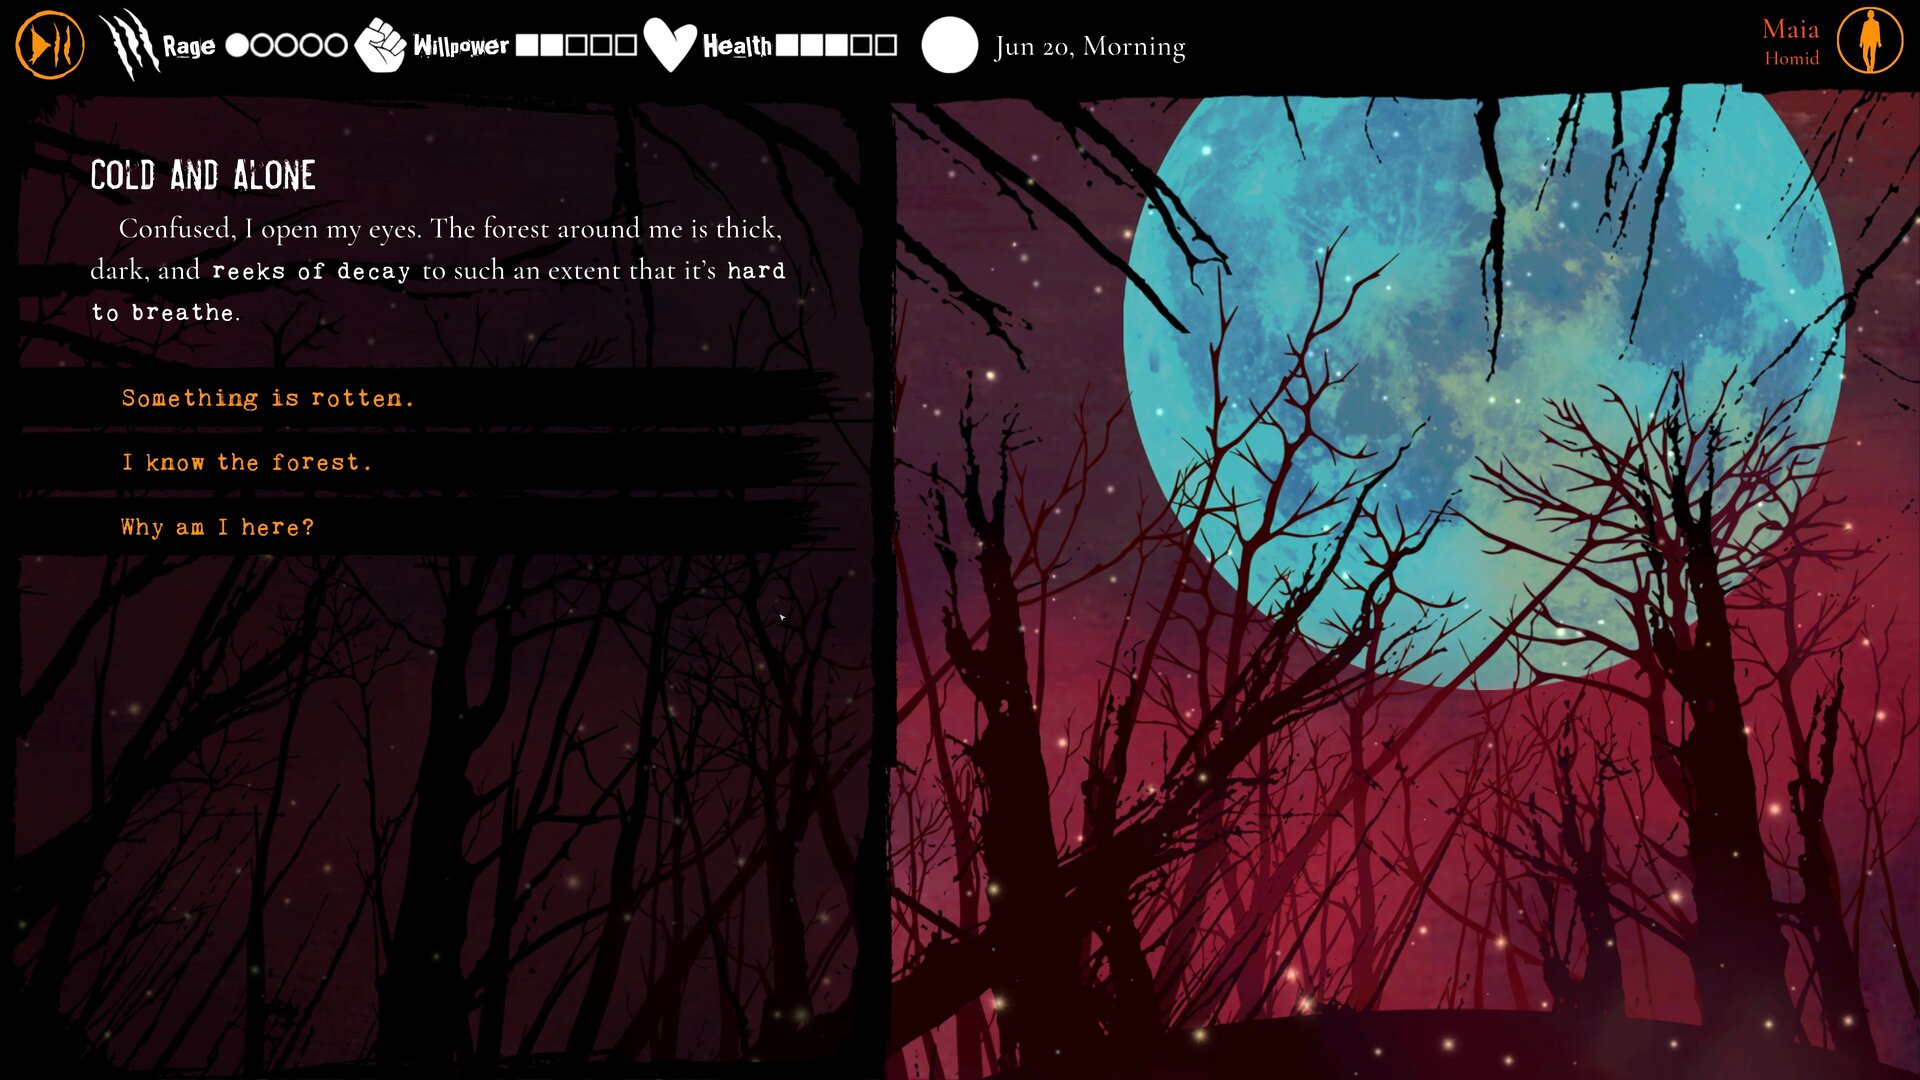 Rage Willpower Health Jun 20, Morning
Maia
Homid
COLD AND ALONE
Confused, I open my eyes. The forest around me is thick,
dark, and reeks of decay to such an extent that it's hard
to breathe.
Something is rotten.
I know the forest.
Why am I here?